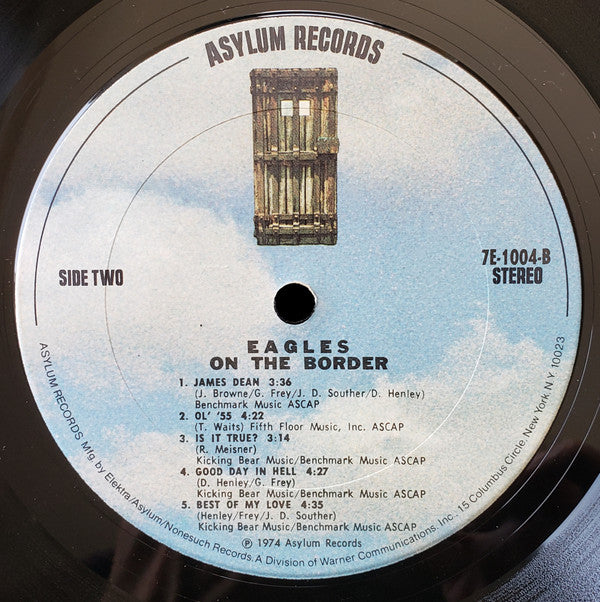 ASYLUM RECORDS
SIDE TWO
7E-1004-B
STEREO
EAGLES
ON THE BORDER
1. JAMES DEAN 3:36
(J. Browne/G. Frey/J. D. Souther/D. Henley)
Benchmark Music ASCAP
2. OL' '55 4:22
(T. Waits) Fifth Floor Music, Inc. ASCAP
3. IS IT TRUE? 3:14
(R. Meisner)
Kicking Bear Music/Benchmark Music ASCAP
4. GOOD DAY IN HELL 4:27
(D. Henley/G. Frey)
Kicking Bear Music/Benchmark Music ASCAP
5. BEST OF MY LOVE 4:35
(Henley/Frey/J. D. Souther)
Kicking Bear Music/Benchmark Music ASCAP
Ⓟ 1974 Asylum Records
ASYLUM RECORDS Mfg. by Elektra/Asylum/Nonesuch Records. A Division of Warner Communications, Inc., 15 Columbus Circle, New York, N Y 10023